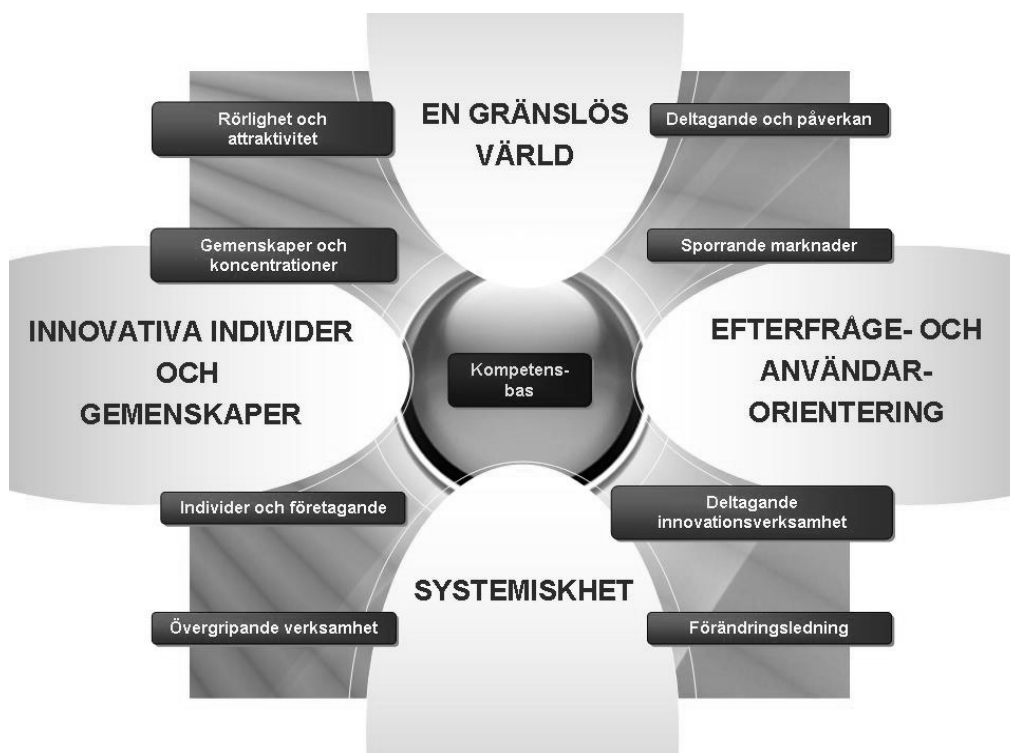 EN GRÄNSLÖS
VÄRLD
Rörlighet och
attraktivitet
Deltagande och påverkan
Gemenskaper och
koncentrationer
Sporrande marknader
INNOVATIVA INDIVIDER
OCH
GEMENSKAPER
Kompetens-
bas
EFTERFRÅGE- OCH
ANVÄNDAR-
ORIENTERING
Individer och företagande
Deltagande
innovationsverksamhet
SYSTEMISKHET
Övergripande verksamhet
Förändringsledning